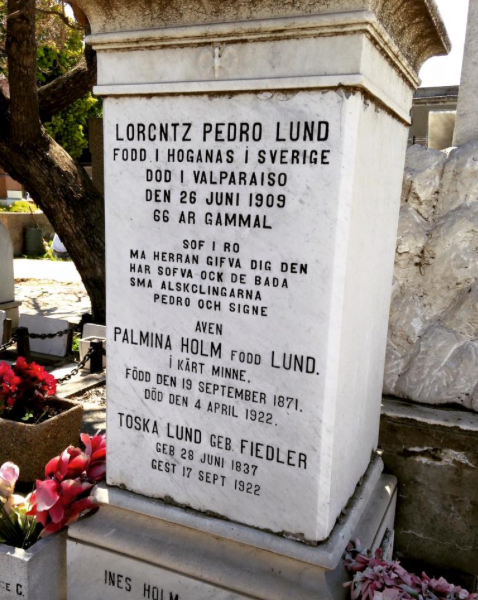 LORCNTZ PEDRO LUND
FODD I HOGANAS i SVERIGE
DOD I VALPARAISO
DEN 26 JUNI 1909
66 AR GAMMAL
SOF I RO
MA HERRAN GIFVA DIG DEN
HAR SOFVA OCK DE BADA
SMA ALSKCLINGARNA
PEDRO OCH SIGNE
AVEN
PALMINA HOLM FODD LUND.
i KÄRT MINNE.
FÖDD DEN 19 SEPTEMBER 1871.
DÖD DEN 4 APRIL 1922.
TOSKA LUND GEB. FIEDLER
GEB 28 JUNI 1837
GEST 17 SEPT 1922
INES HOLM